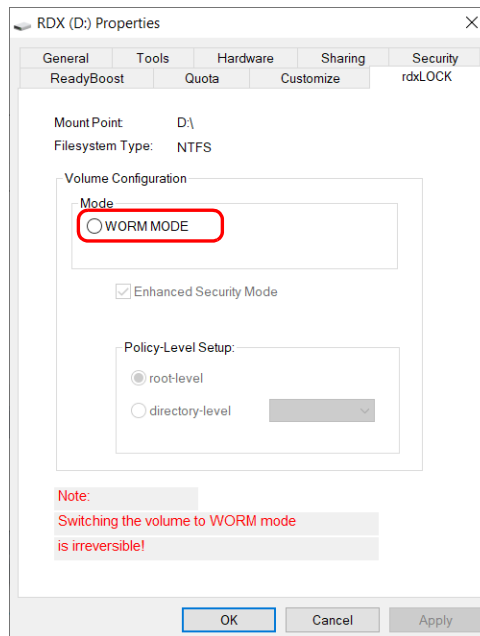 RDX (D:) Properties
General Tools Hardware Sharing Security
ReadyBoost Quota Customize rdxLOCK
Mount Point: D:\
Filesystem Type: NTFS
Volume Configuration
Mode
WORM MODE
Enhanced Security Mode
Policy-Level Setup:
root-level
directory-level
Note:
Switching the volume to WORM mode
is irreversible!
OK Cancel Apply